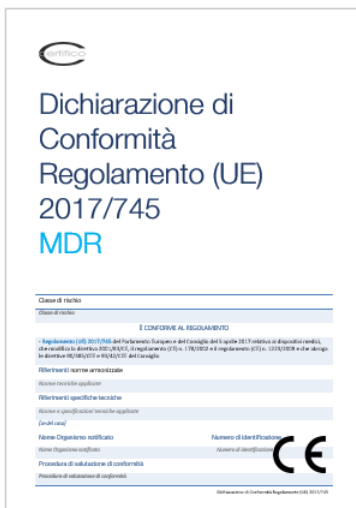 certifico
Dichiarazione di
Conformità
Regolamento (UE)
2017/745
MDR
Classe di rischio
Classe di rischio
È CONFORME AL REGOLAMENTO
- Regolamento (UE) 2017/745 del Parlamento Europeo e del Consiglio del 5 aprile 2017 relativo ai dispositivi medici,
che modifica la direttiva 2001/83/CE, il regolamento (CE) n. 178/2002 e il regolamento (CE) n. 1223/2009 e che abroga
le direttive 90/385/CEE e 93/42/CEE del Consiglio
Riferimenti norme armonizzate
Norme tecniche applicate
Riferimenti specifiche tecniche
Norme e specificazioni tecniche applicate
(se del caso)
Nome Organismo notificato Numero di identificazione
Nome Organismo notificato Numero di identificazione
Procedura di valutazione di conformità
Procedura di valutazione di conformità
CE
Dichiarazione di Conformità Regolamento (UE) 2017/745